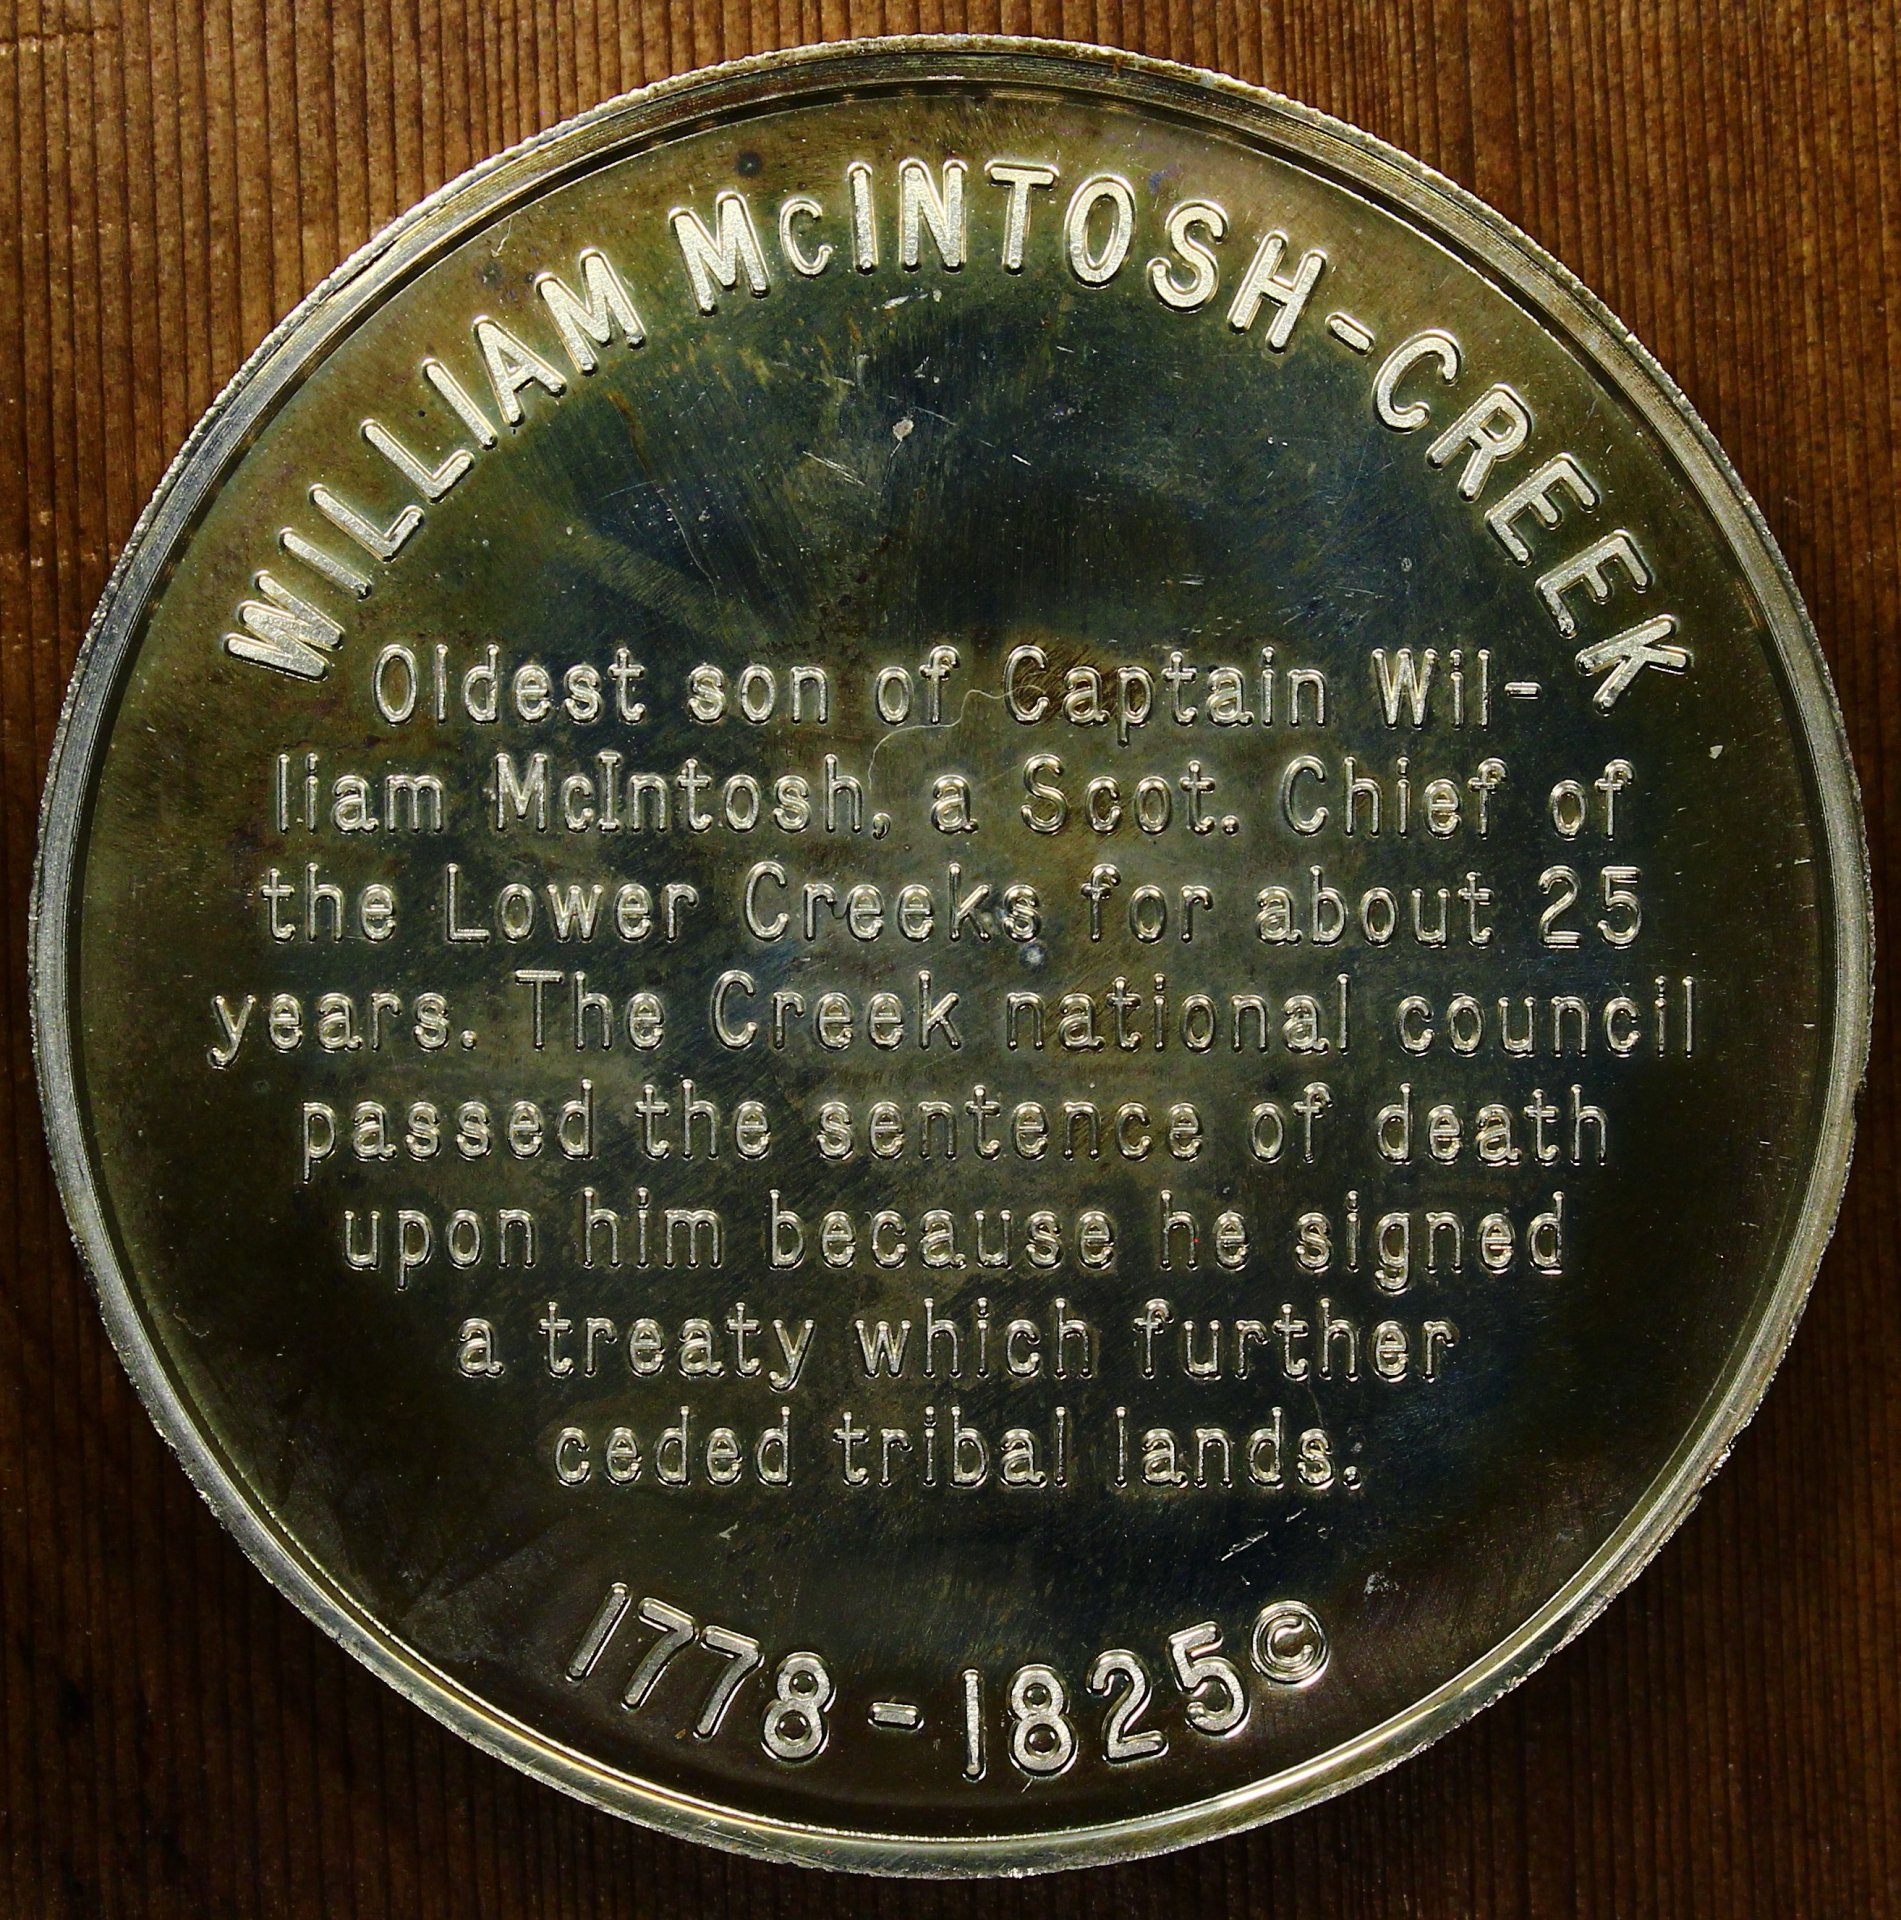 WILLIAM McINTOSH-CREEK
Oldest son of Captain Wil-
liam McIntosh, a Scot. Chief of
the Lower Creeks for about 25
years. The Creek national council
passed the sentence of death
upon him because he signed
a treaty which further
ceded tribal lands.
1778-1825©